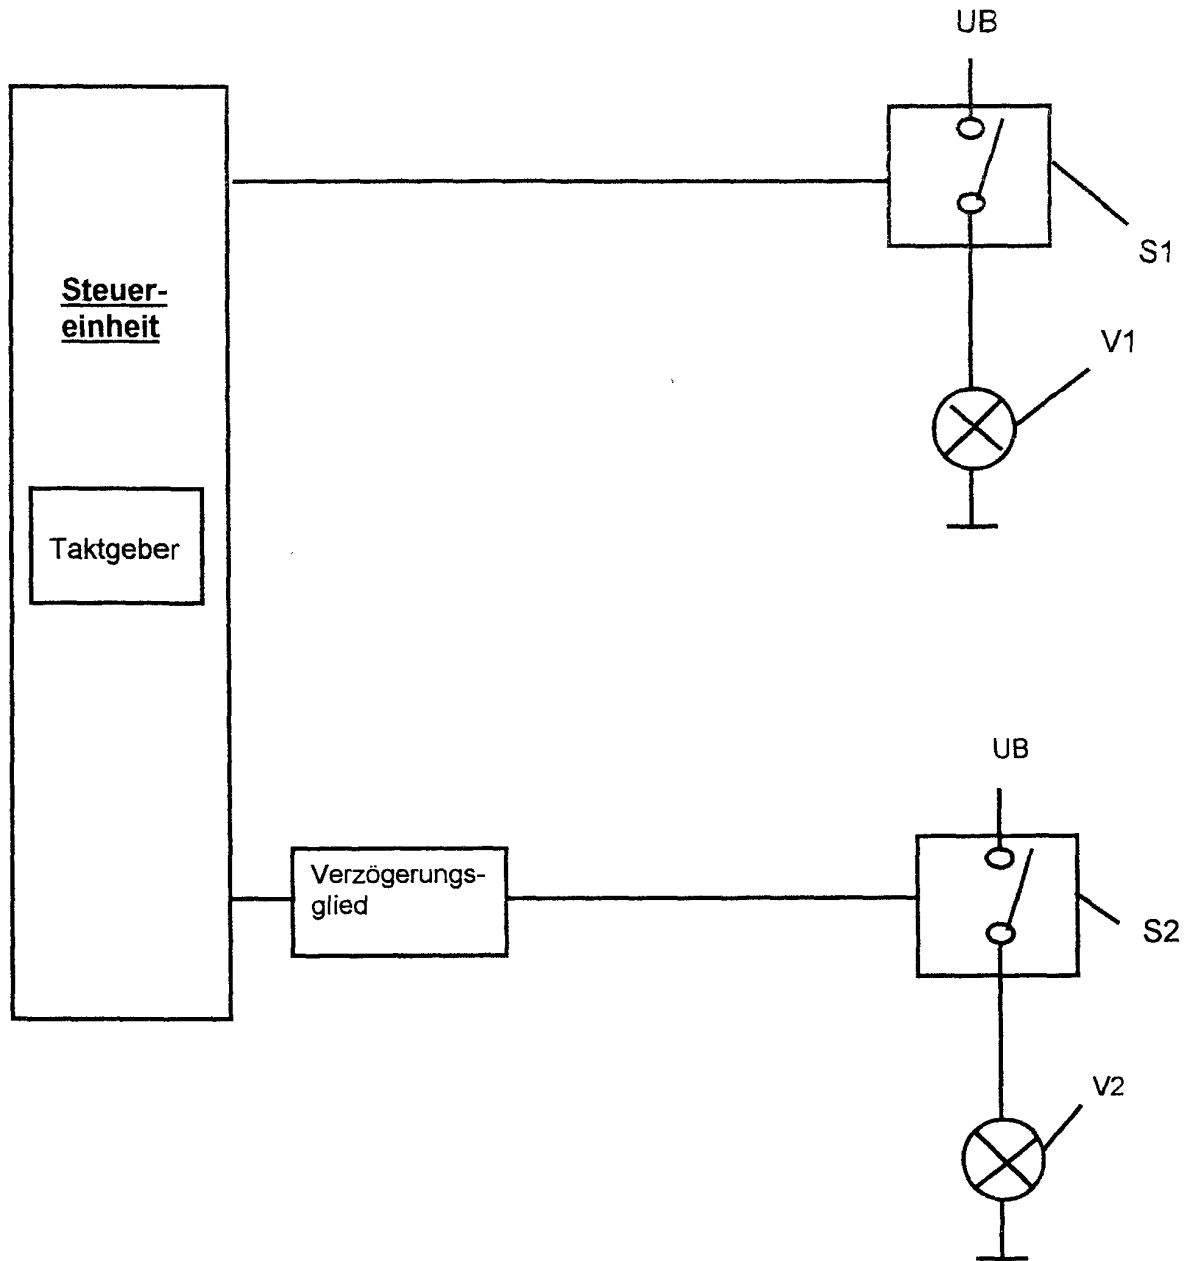 UB
S1
Steuer-
einheit
V1
Taktgeber
UB
Verzögerungs-
glied
S2
V2